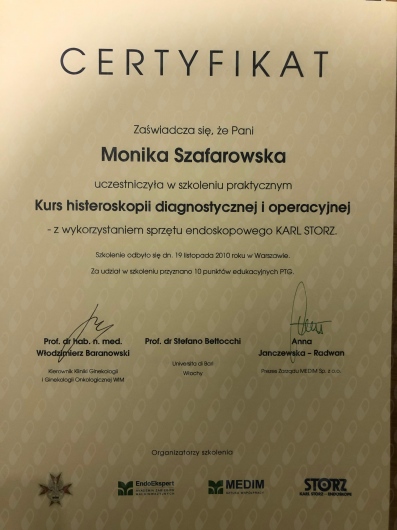 CERTYFIKAT
Zaświadcza się, że Pani
Monika Szafarowska
uczestniczyła w szkoleniu praktycznym
Kurs histeroskopii diagnostycznej i operacyjnej
- z wykorzystaniem sprzętu endoskopowego KARL STORZ.
Szkolenie odbyło się dn. 19 listopada 2010 roku w Warszawie.
Za udział w szkoleniu przyznano 10 punktów edukacyjnych PTG.
Prof. dr hab. n. med.
Włodzimierz Baranowski
Kierownik Kliniki Ginekologii
i Ginekologii Onkologicznej WIM
Prof. dr Stefano Bettocchi
Università di Bari
Włochy
Anna
Janczewska - Radwan
Prezes Zarządu MEDiM Sp. z o.o.
Organizatorzy szkolenia
EndoEkspert
MEDiM
STORZ
KARL STORZ - ENDOSKOPE